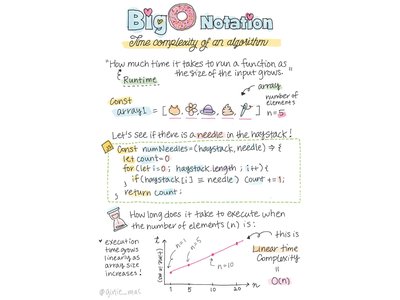 Big O Notation
Time complexity of an algorithm
"How much time it takes to run a function as
the size of the input grows."
Runtime
array
Const
array1 = [ , , , , ]
number of
elements
n=5
Let's see if there is a needle in the haystack!
Const numNeedles = (haystack, needle) => {
let count=0
for (let i=0; haystack.length; i++) {
if (haystack[i] == needle) Count += 1;
}
return count;
}
How long does it take to execute when
the number of elements (n) is:
* execution
time grows
linearly as
array size
increases!
t
n=1
n=5
n=10
1 5 10 20
n
this is
Linear time
Complexity
=
O(n)